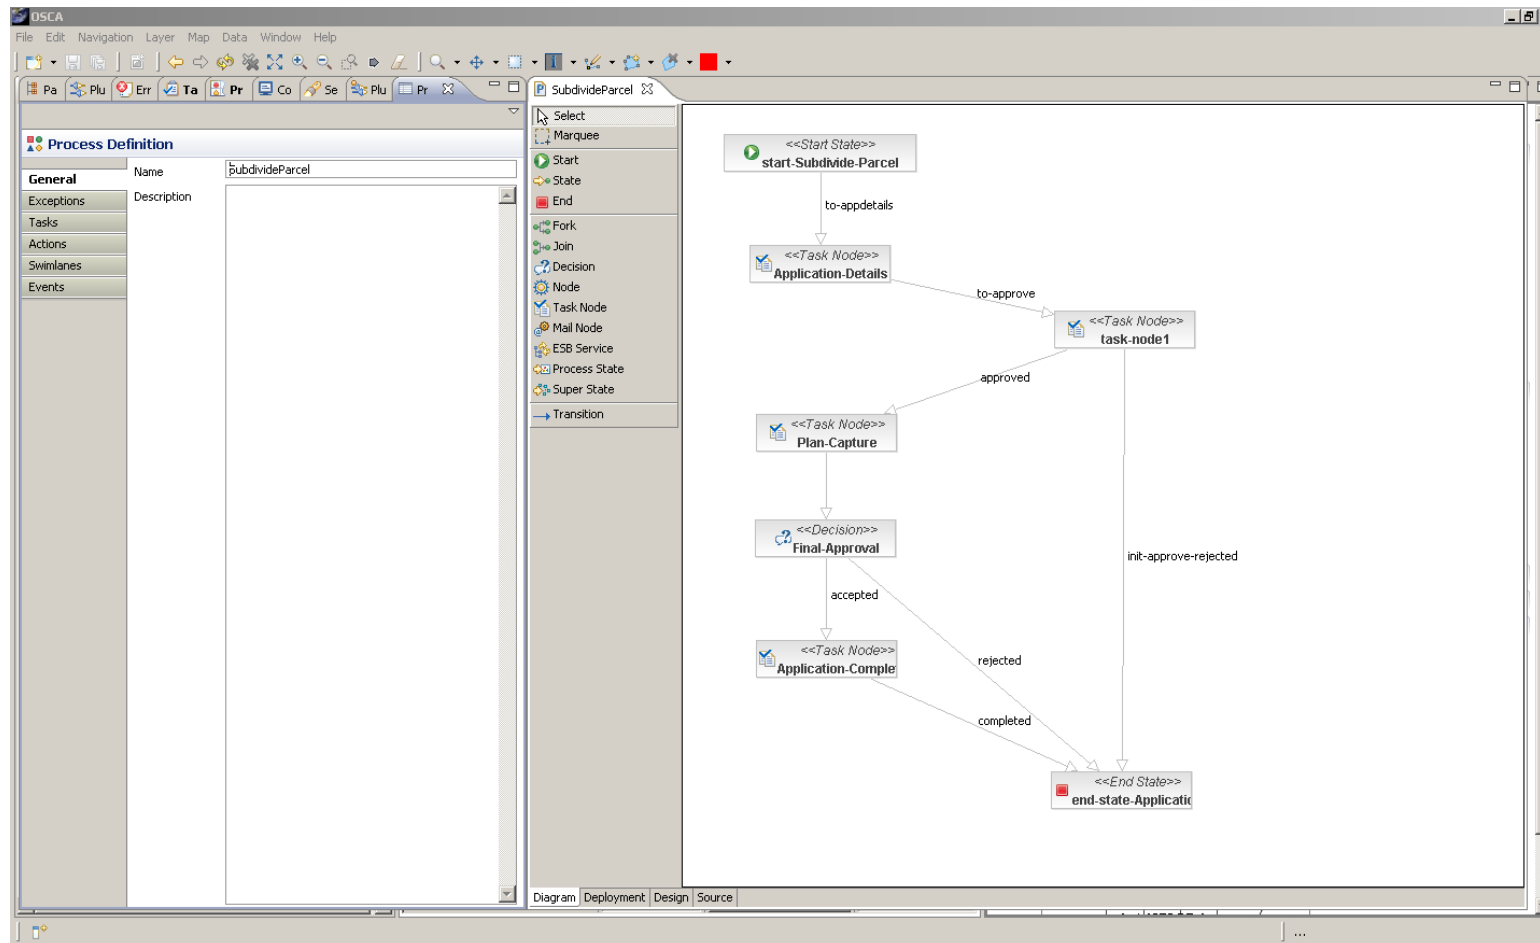 OSCA
File Edit Navigation Layer Map Data Window Help
Pa Plu Err Ta Pr Co Se Plu Pr
SubdivideParcel
Process Definition
General
Exceptions
Tasks
Actions
Swimlanes
Events
Name
SubdivideParcel
Description
Select
Marquee
Start
State
End
Fork
Join
Decision
Node
Task Node
Mail Node
ESB Service
Process State
Super State
Transition
<<Start State>>
start-Subdivide-Parcel
to-appdetails
<<Task Node>>
Application-Details
to-approve
<<Task Node>>
task-node1
approved
<<Task Node>>
Plan-Capture
<<Decision>>
Final-Approval
init-approve-rejected
accepted
<<Task Node>>
Application-Comple
rejected
completed
<<End State>>
end-state-Applicatic
Diagram Deployment Design Source
...